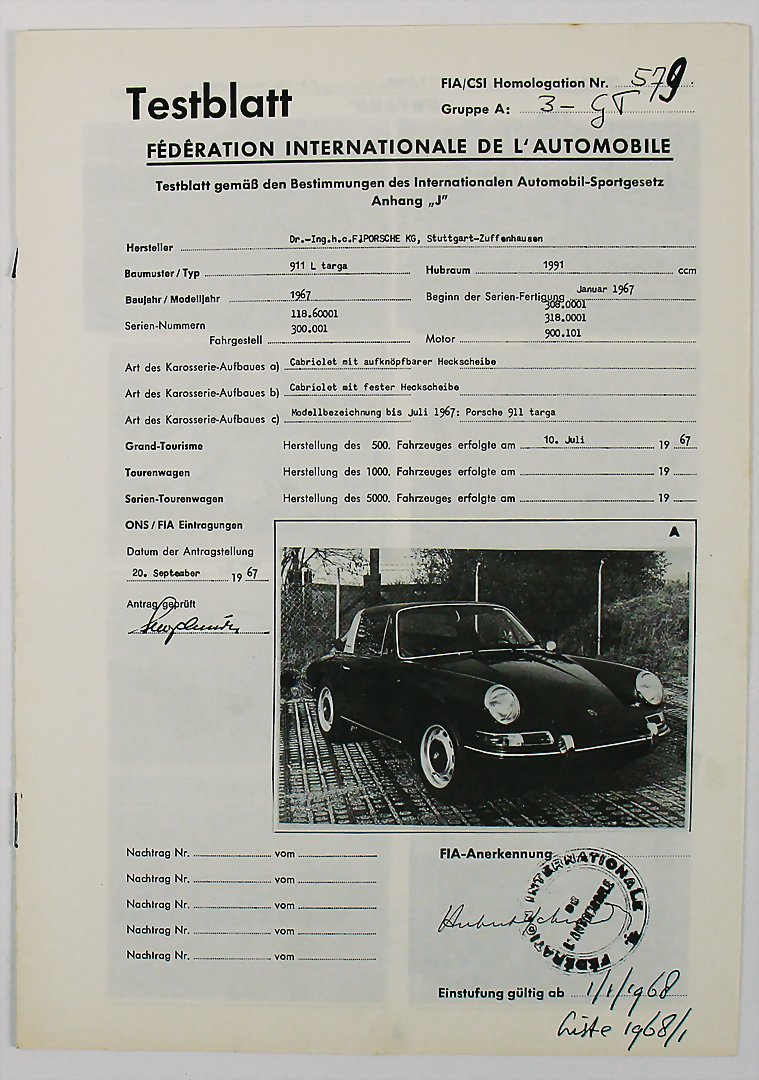 FIA/CSI Homologation Nr. 579
Testblatt
Gruppe A: 3 - GT
FÉDÊRATION INTERNATIONALE DE L'AUTOMOBILE
Testblatt gemäß den Bestimmungen des Internationalen Automobil-Sportgesetz
Anhang „J"
Hersteller Dr.-Ing.h.c.F.PORSCHE KG, Stuttgart-Zuffenhausen
Baumuster/Typ 911 L targa Hubraum 1991 ccm
Baujahr/Modelljahr 1967 Beginn der Serien-Fertigung Januar 1967
Serien-Nummern 118.60001 308.0001
300.001 318.0001
Fahrgestell Motor 900.101
Art des Karosserie-Aufbaues a) Cabriolet mit aufknöpfbarer Heckscheibe
Art des Karosserie-Aufbaues b) Cabriolet mit fester Heckscheibe
Art des Karosserie-Aufbaues c) Modellbezeichnung bis Juli 1967: Porsche 911 targa
Grand-Tourisme Herstellung des 500. Fahrzeuges erfolgte am 10. Juli 19 67
Tourenwagen Herstellung des 1000. Fahrzeuges erfolgte am 19
Serien-Tourenwagen Herstellung des 5000. Fahrzeuges erfolgte am 19
ONS/FIA Eintragungen
A
Datum der Antragstellung
20. September 19 67
Antrag geprüft
Nachtrag Nr. vom
Nachtrag Nr. vom
Nachtrag Nr. vom
Nachtrag Nr. vom
Nachtrag Nr. vom
FIA-Anerkennung
FÉDÉRATION INTERNATIONALE
DE
L'AUTOMOBILE
Einstufung gültig ab 1/1/1968
Liste 1968/1